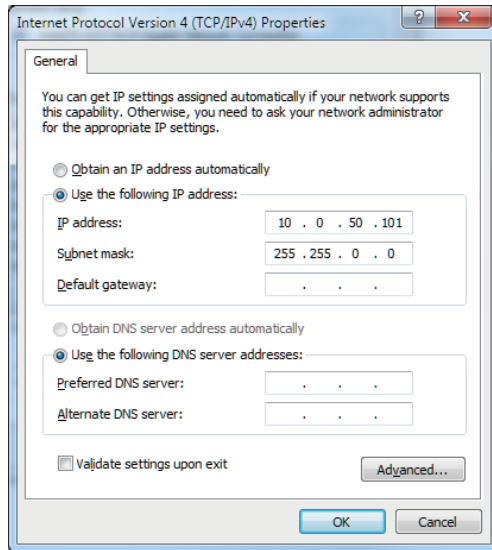 Internet Protocol Version 4 (TCP/IPv4) Properties
?
X
General
You can get IP settings assigned automatically if your network supports
this capability. Otherwise, you need to ask your network administrator
for the appropriate IP settings.
Obtain an IP address automatically
Use the following IP address:
IP address: 10 . 0 . 50 . 101
Subnet mask: 255 . 255 . 0 . 0
Default gateway: . . .
Obtain DNS server address automatically
Use the following DNS server addresses:
Preferred DNS server: . . .
Alternate DNS server: . . .
Validate settings upon exit
Advanced...
OK Cancel